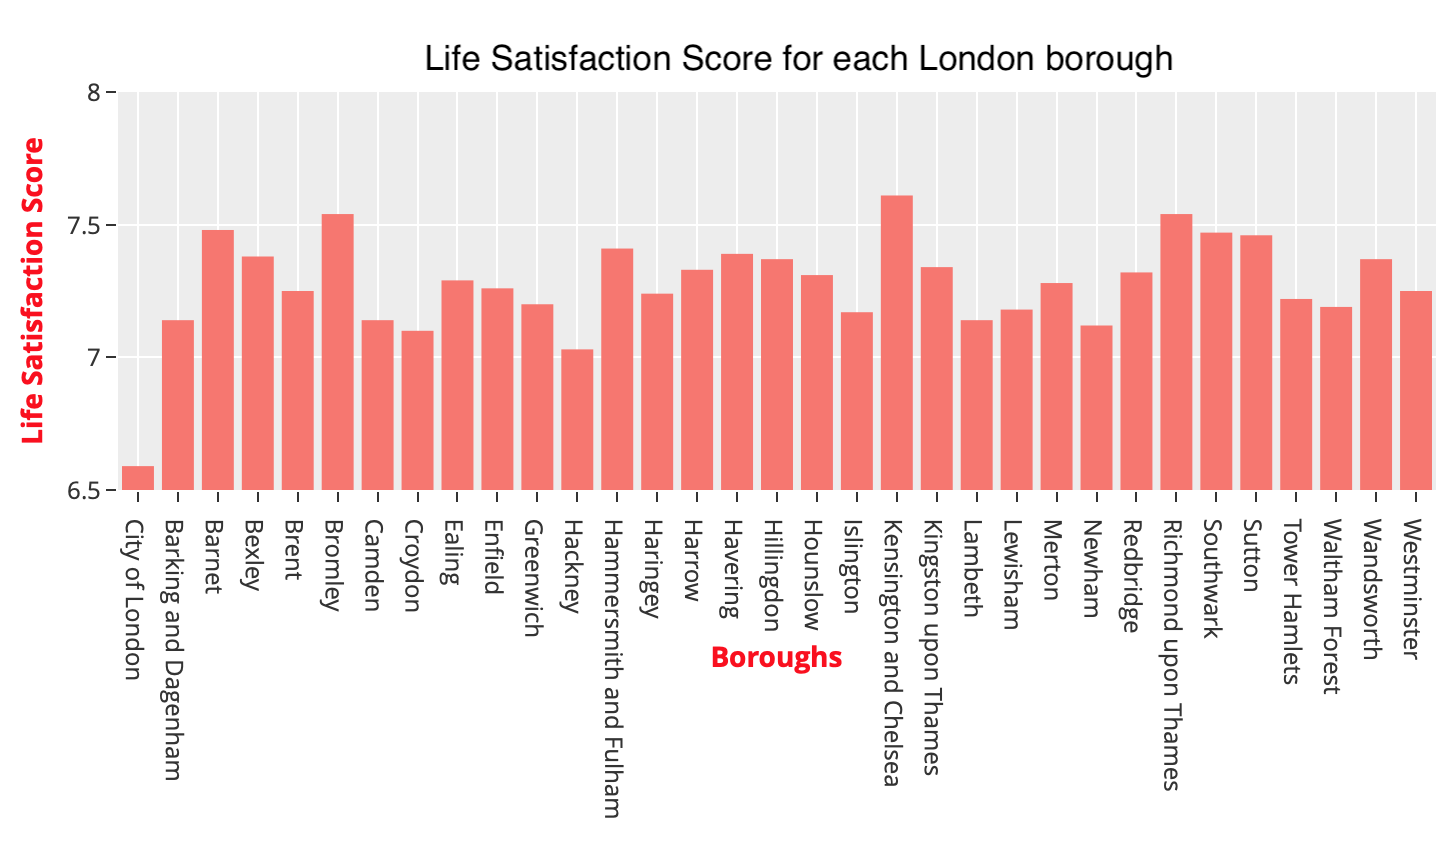 Life Satisfaction Score for each London borough
Life Satisfaction Score
8
7.5
7
6.5
City of London
Barking and Dagenham
Barnet
Bexley
Brent
Bromley
Camden
Croydon
Ealing
Enfield
Greenwich
Hackney
Hammersmith and Fulham
Haringey
Harrow
Havering
Hillingdon
Hounslow
Islington
Kensington and Chelsea
Kingston upon Thames
Lambeth
Lewisham
Merton
Newham
Redbridge
Richmond upon Thames
Southwark
Sutton
Tower Hamlets
Waltham Forest
Wandsworth
Westminster
Boroughs